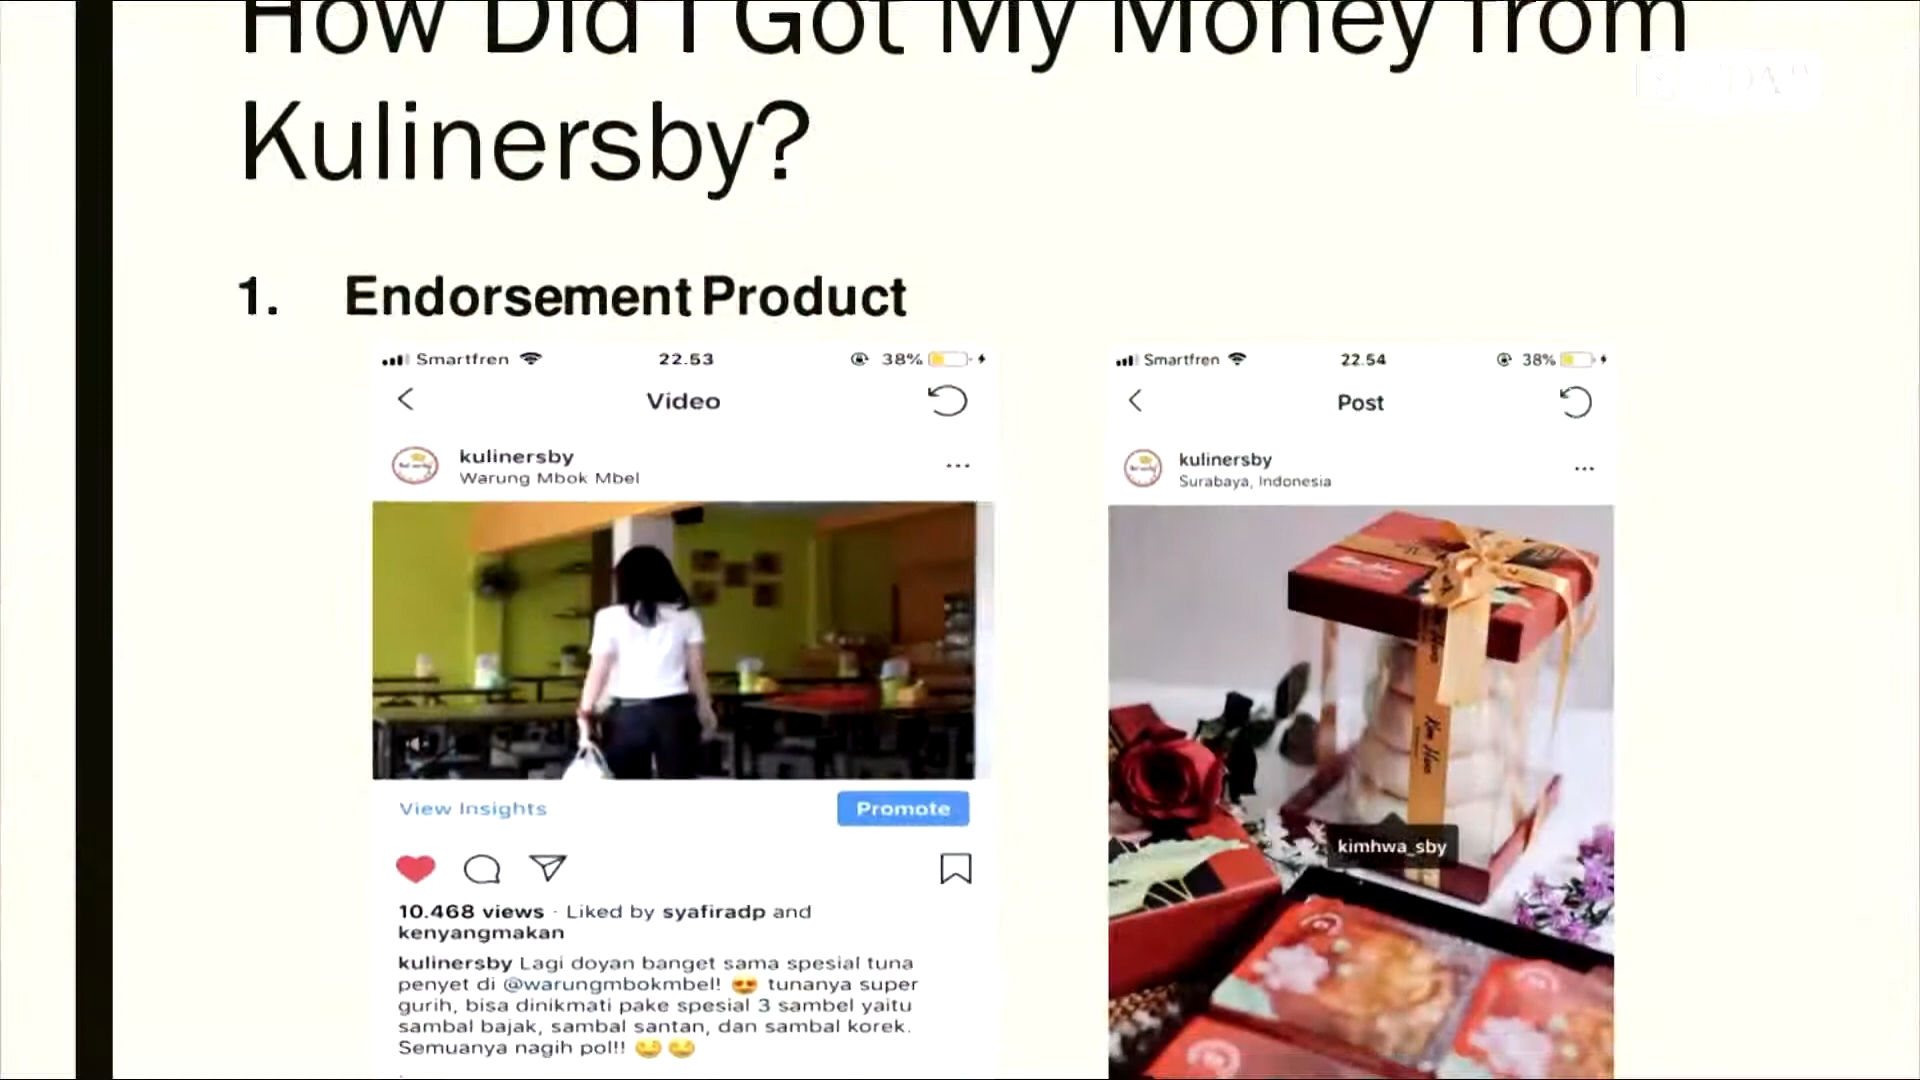 How Did I Got My Money from
Kulinersby?
1. Endorsement Product
Smartfren 22.53 38%
Video
kulinersby
Warung Mbok Mbel
View Insights Promote
10.468 views · Liked by syafiradp and
kenyangmakan
kulinersby Lagi doyan banget sama spesial tuna
penyet di @warungmbokmbel! 😍 tunanya super
gurih, bisa dinikmati pake spesial 3 sambel yaitu
sambal bajak, sambal santan, dan sambal korek.
Semuanya nagih pol!! 😆 😆
Smartfren 22.54 38%
Post
kulinersby
Surabaya, Indonesia
Kim Hwa
kimhwa_sby